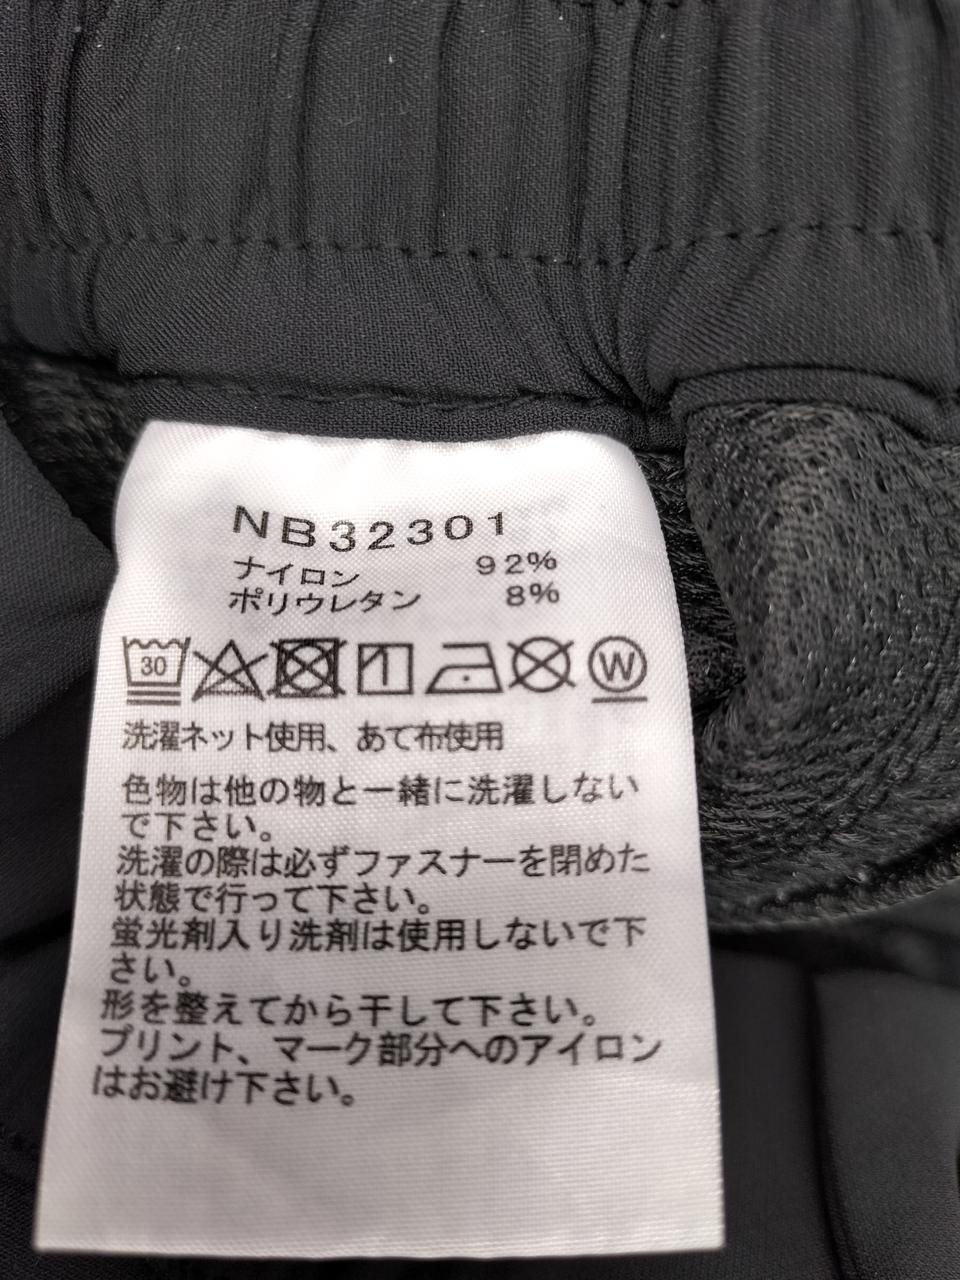 NB32301
ナイロン 92%
ポリウレタン 8%
30 W
洗濯ネット使用、あて布使用
色物は他の物と一緒に洗濯しない
で下さい。
洗濯の際は必ずファスナーを閉めた
状態で行って下さい。
蛍光剤入り洗剤は使用しないで下
さい。
形を整えてから干して下さい。
プリント、マーク部分へのアイロン
はお避け下さい。